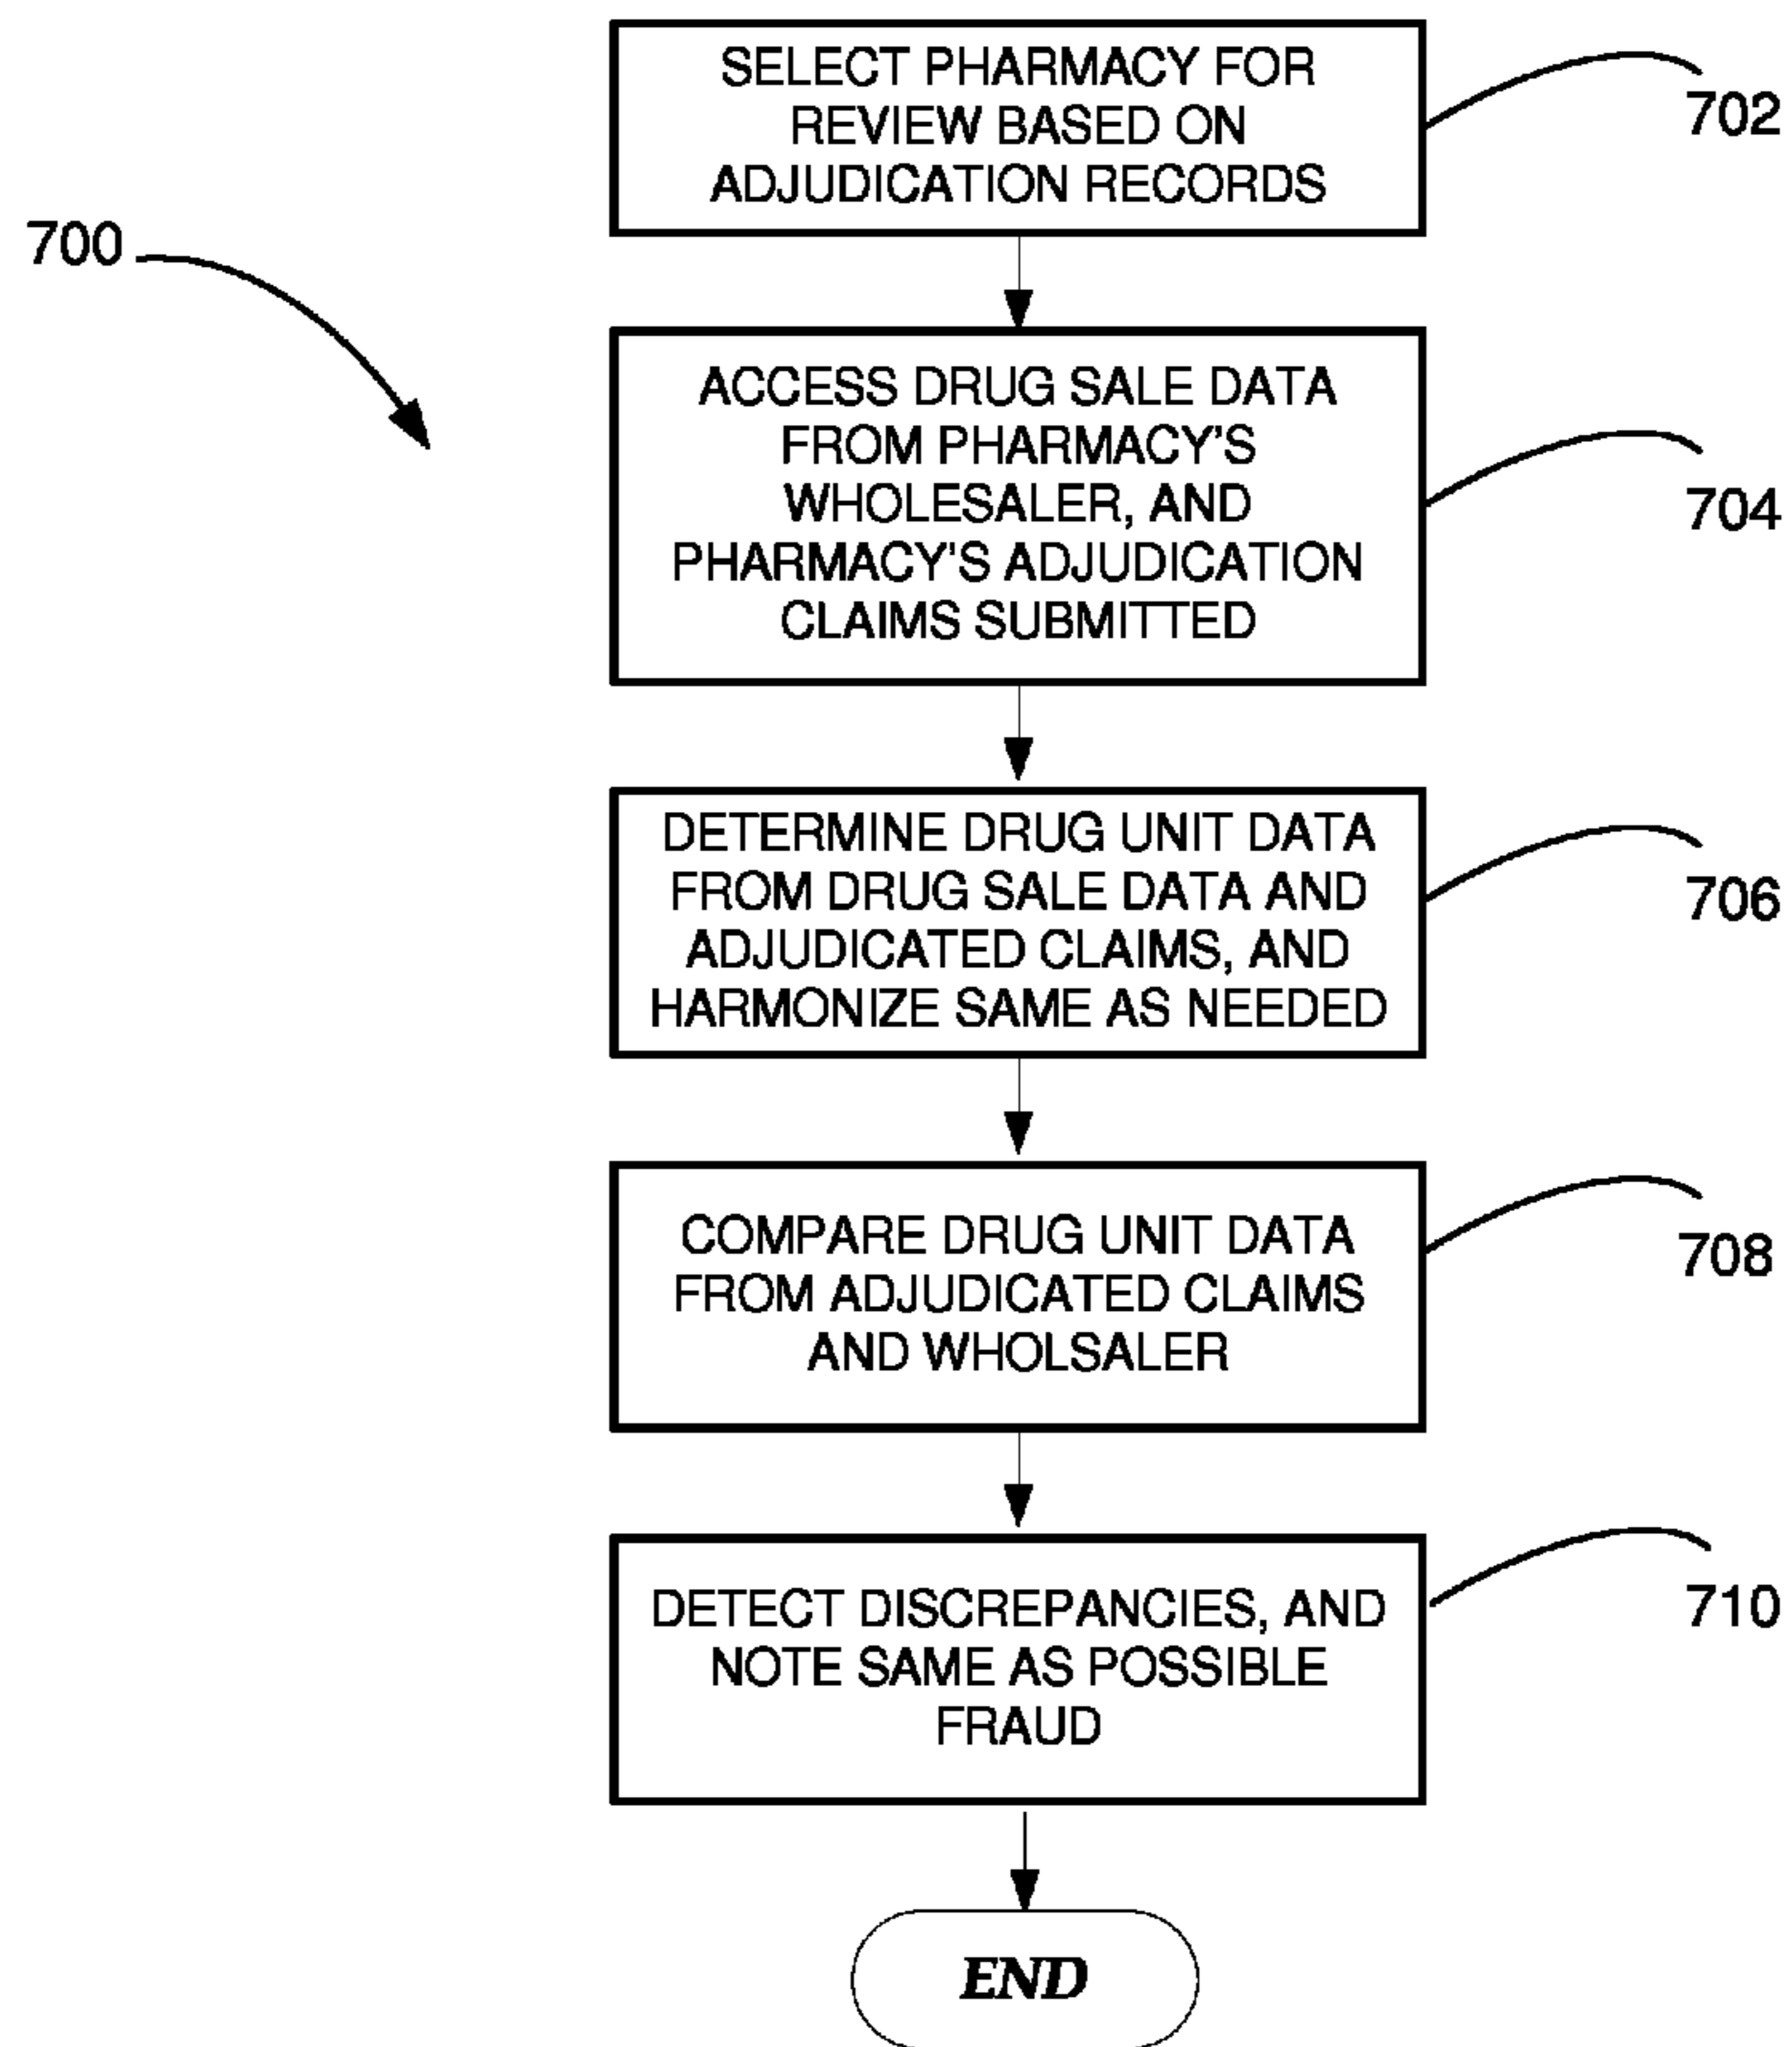 SELECT PHARMACY FOR
REVIEW BASED ON
ADJUDICATION RECORDS
702
700
ACCESS DRUG SALE DATA
FROM PHARMACY'S
WHOLESALER, AND
PHARMACY'S ADJUDICATION
CLAIMS SUBMITTED
704
DETERMINE DRUG UNIT DATA
FROM DRUG SALE DATA AND
ADJUDICATED CLAIMS, AND
HARMONIZE SAME AS NEEDED
706
COMPARE DRUG UNIT DATA
FROM ADJUDICATED CLAIMS
AND WHOLSALER
708
DETECT DISCREPANCIES, AND
NOTE SAME AS POSSIBLE
FRAUD
710
END